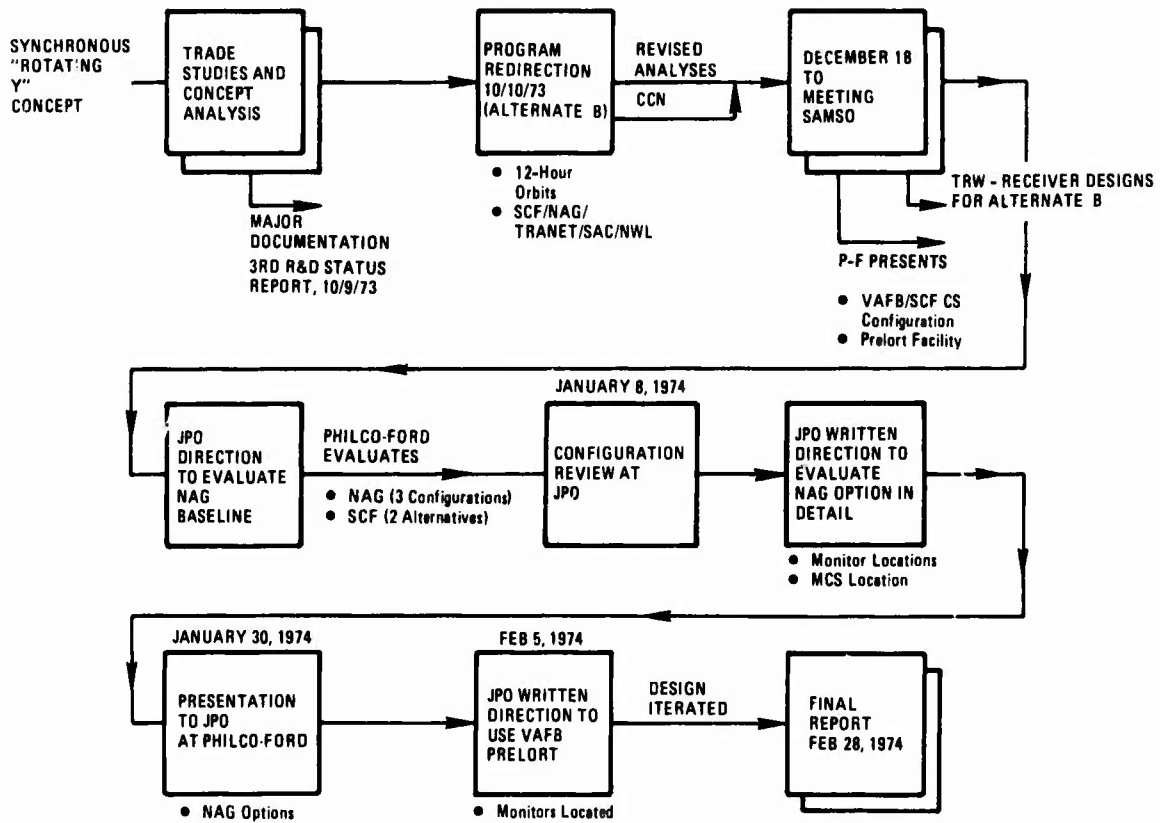 SYNCHRONOUS
"ROTATING
Y"
CONCEPT
TRADE
STUDIES AND
CONCEPT
ANALYSIS
MAJOR
DOCUMENTATION
3RD R&D STATUS
REPORT, 10/9/73
PROGRAM
REDIRECTION
10/10/73
(ALTERNATE B)
● 12-Hour
Orbits
● SCF/NAG/
TRANET/SAC/NWL
REVISED
ANALYSES
CCN
DECEMBER 18
TO
MEETING
SAMSO
TRW - RECEIVER DESIGNS
FOR ALTERNATE B
P-F PRESENTS
● VAFB/SCF CS
Configuration
● Prelort Facility
JPO
DIRECTION
TO EVALUATE
NAG
BASELINE
PHILCO-FORD
EVALUATES
● NAG (3 Configurations)
● SCF (2 Alternatives)
JANUARY 8, 1974
CONFIGURATION
REVIEW AT
JPO
JPO WRITTEN
DIRECTION TO
EVALUATE
NAG OPTION IN
DETAIL
● Monitor Locations
● MCS Location
JANUARY 30, 1974
PRESENTATION
TO JPO
AT PHILCO-FORD
● NAG Options
FEB 5, 1974
JPO WRITTEN
DIRECTION TO
USE VAFB
PRELORT
● Monitors Located
DESIGN
ITERATED
FINAL
REPORT
FEB 28, 1974